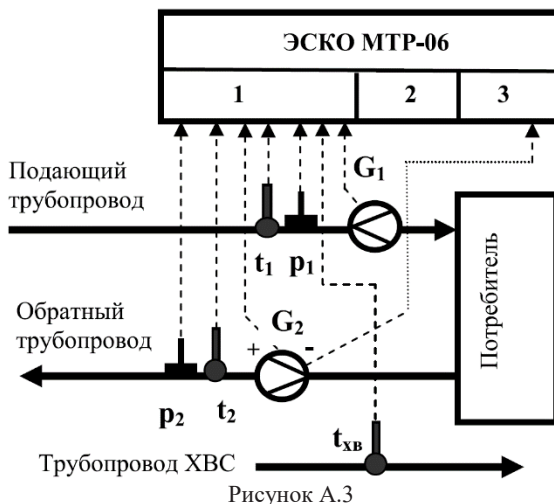 ЭСКО МТР-06
1 2 3
Подающий
трубопровод
G₁
t₁ p₁
Обратный
трубопровод
G₂
+ -
p₂ t₂
Потребитель
tхв
Трубопровод ХВС
Рисунок А.3